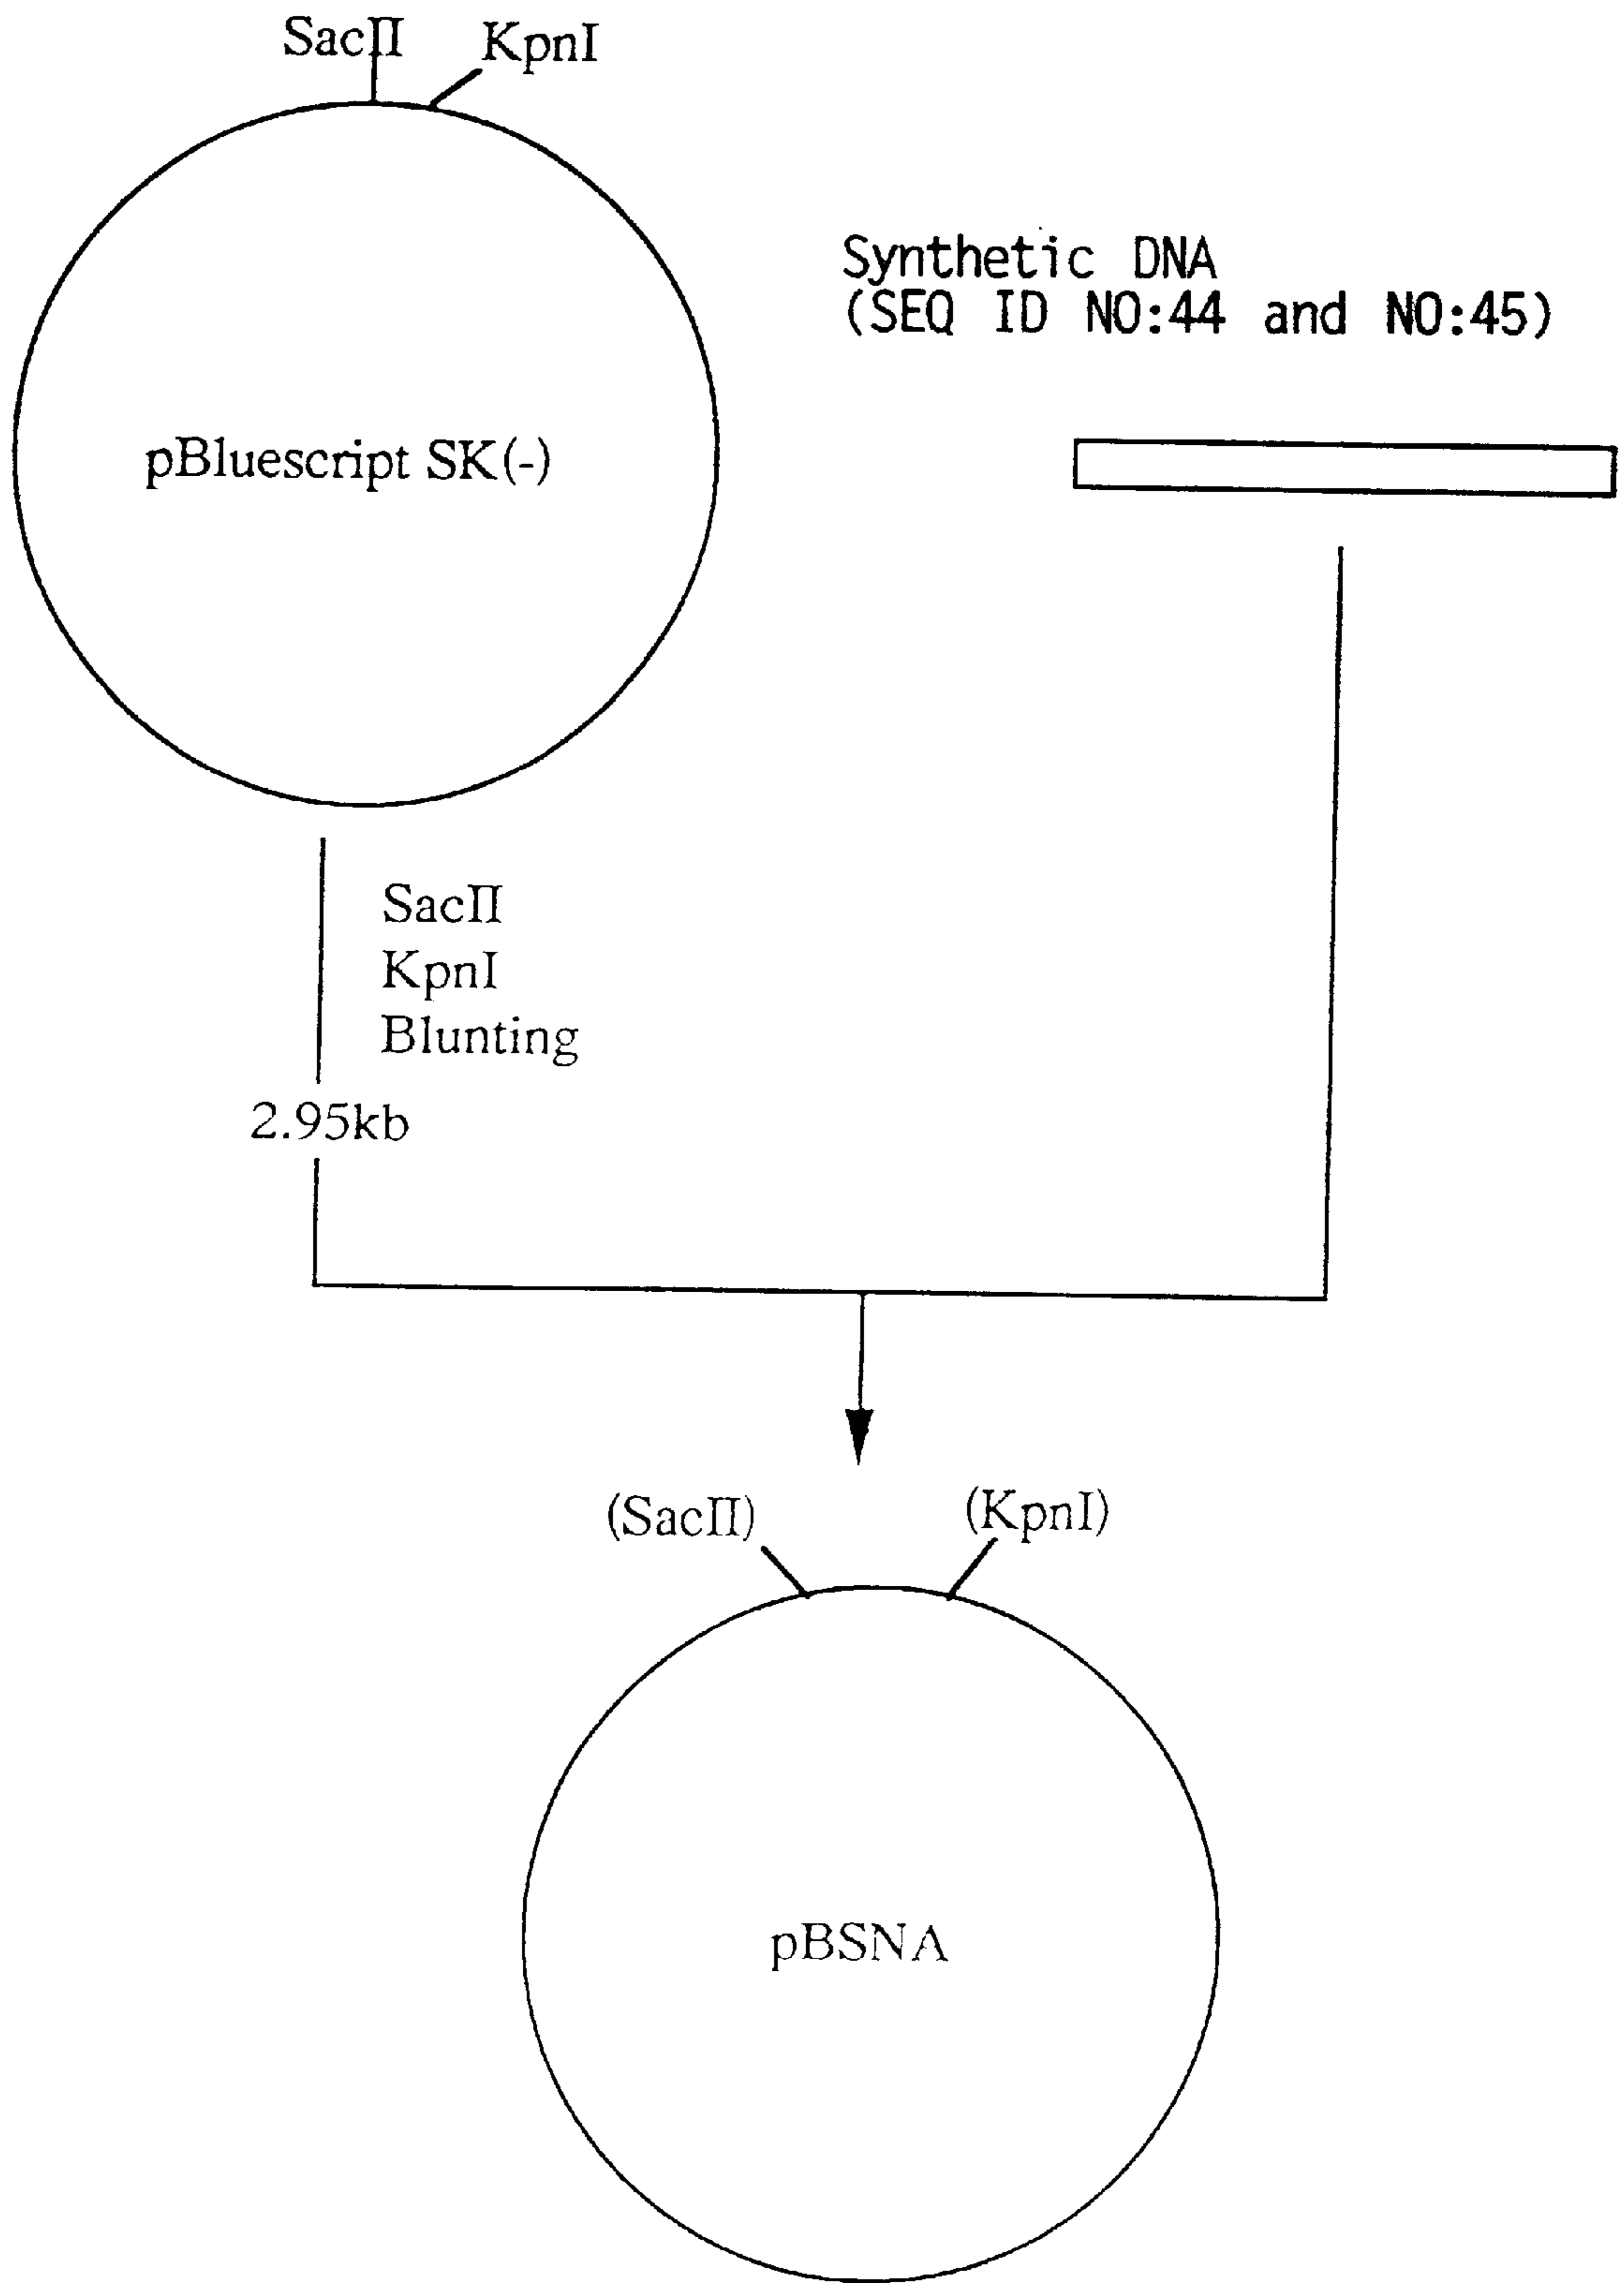 SacII KpnI
Synthetic DNA
(SEQ ID NO:44 and NO:45)
pBluescript SK(-)
SacII
KpnI
Blunting
2.95kb
(SacII) (KpnI)
pBSNA